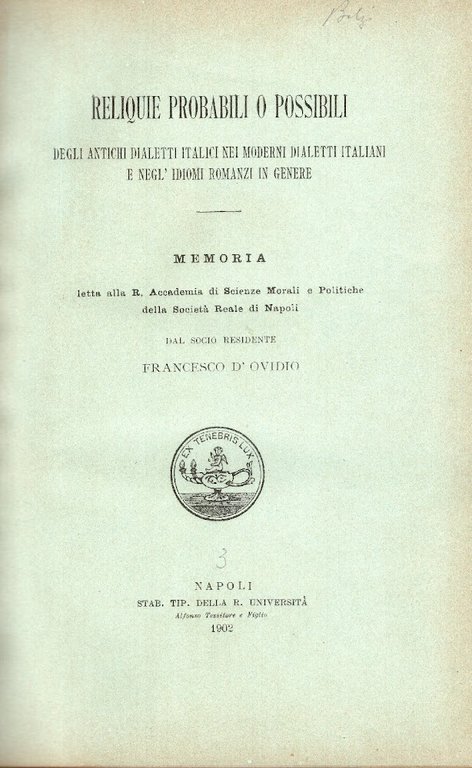 RELIQUIE PROBABILI O POSSIBILI
DEGLI ANTICHI DIALETTI ITALICI NEI MODERNI DIALETTI ITALIANI
E NEGL' IDIOMI ROMANZI IN GENERE
MEMORIA
letta alla R. Accademia di Scienze Morali e Politiche
della Società Reale di Napoli
DAL SOCIO RESIDENTE
FRANCESCO D' OVIDIO
EX TENEBRIS LUX
3
NAPOLI
STAB. TIP. DELLA R. UNIVERSITÀ
Alfonso Tessitore e Figlio
1902